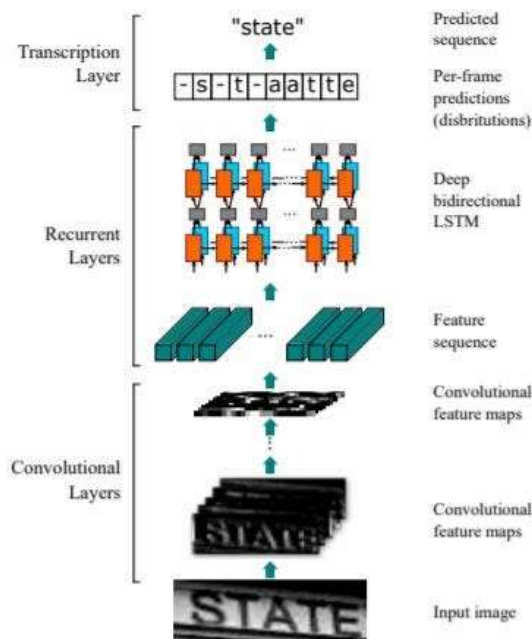 "state"
Predicted sequence
Transcription Layer
- s - t - a a t t e
Per-frame predictions (disbritutions)
Recurrent Layers
Deep bidirectional LSTM
Feature sequence
Convolutional Layers
Convolutional feature maps
STATE
Convolutional feature maps
STATE
Input image